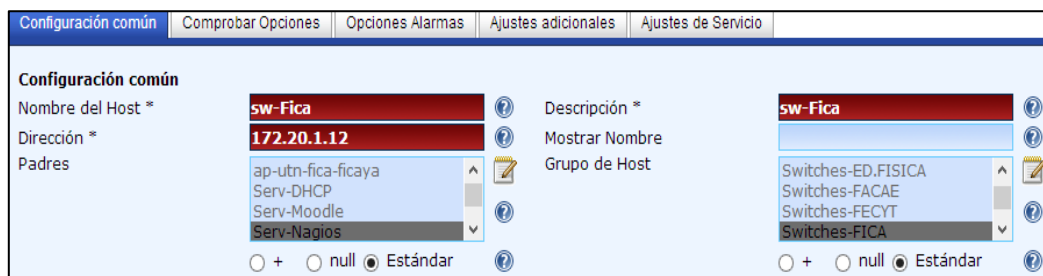 Configuración común Comprobar Opciones Opciones Alarmas Ajustes adicionales Ajustes de Servicio
Configuración común
Nombre del Host * sw-Fica Descripción * sw-Fica
Dirección * 172.20.1.12 Mostrar Nombre
Padres ap-utn-fica-ficaya Grupo de Host Switches-ED.FISICA
Serv-DHCP Switches-FACAE
Serv-Moodle Switches-FECYT
Serv-Nagios Switches-FICA
+ null Estándar + null Estándar